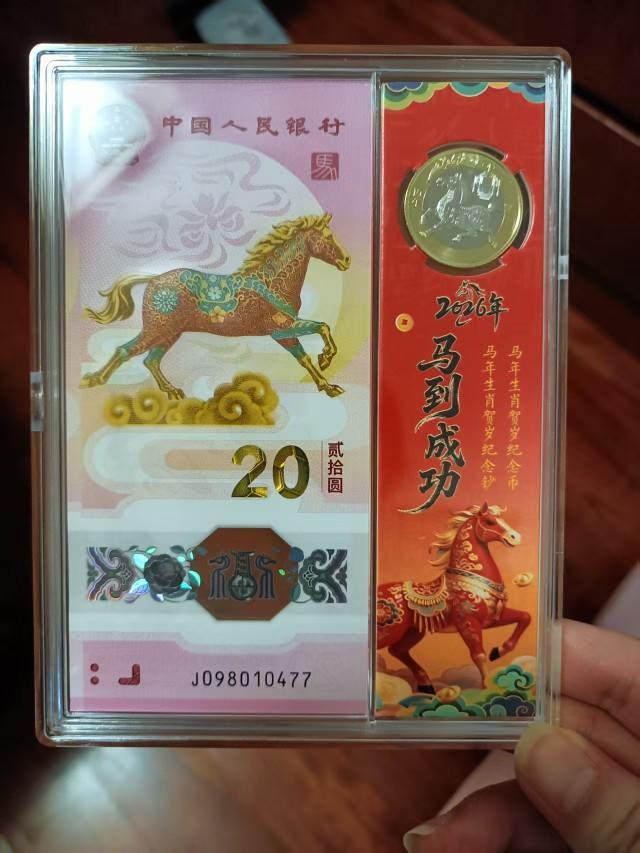 中国人民银行
馬
20
贰拾圆
J098010477
2026年
马到成功
马年生肖贺岁纪念币
马年生肖贺岁纪念钞